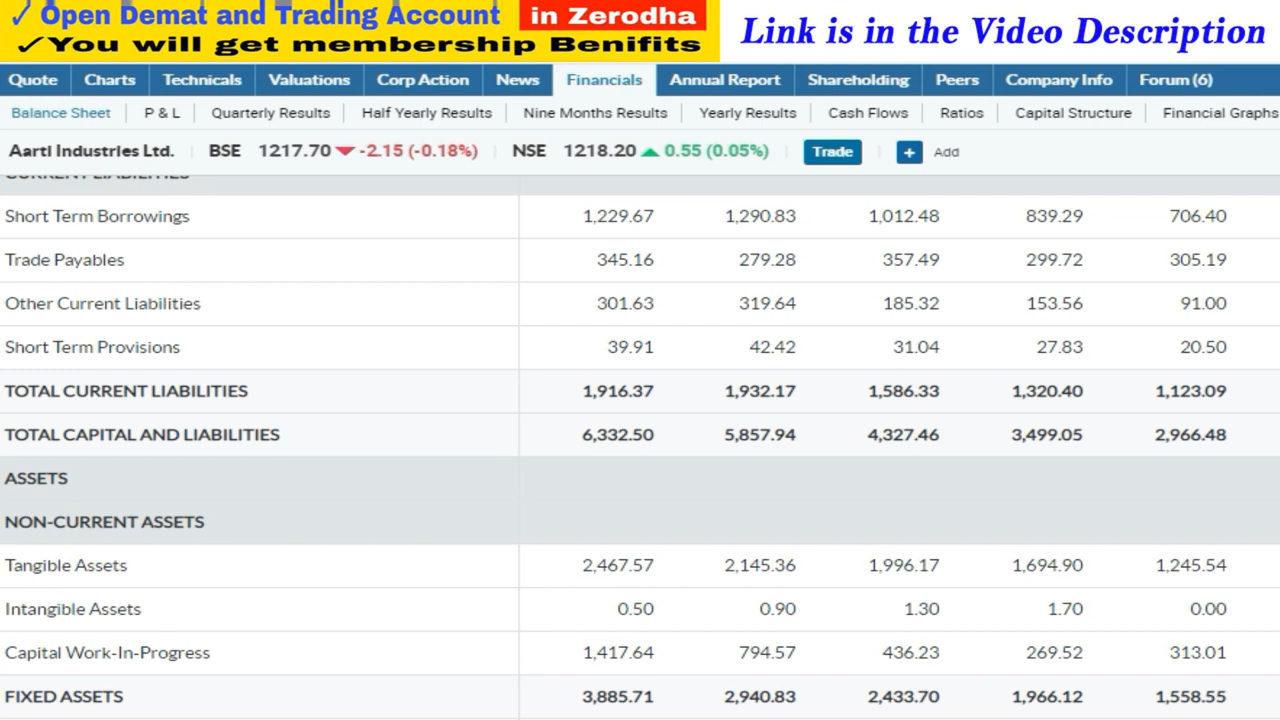 ✓ Open Demat and Trading Account in Zerodha
✓You will get membership Benifits
Link is in the Video Description
Quote Charts Technicals Valuations Corp Action News Financials Annual Report Shareholding Peers Company Info Forum (6)
Balance Sheet P & L Quarterly Results Half Yearly Results Nine Months Results Yearly Results Cash Flows Ratios Capital Structure Financial Graphs
Aarti Industries Ltd. BSE 1217.70 ▼ -2.15 (-0.18%) NSE 1218.20 ▲ 0.55 (0.05%) Trade + Add
CURRENT LIABILITIES
Short Term Borrowings 1,229.67 1,290.83 1,012.48 839.29 706.40
Trade Payables 345.16 279.28 357.49 299.72 305.19
Other Current Liabilities 301.63 319.64 185.32 153.56 91.00
Short Term Provisions 39.91 42.42 31.04 27.83 20.50
TOTAL CURRENT LIABILITIES 1,916.37 1,932.17 1,586.33 1,320.40 1,123.09
TOTAL CAPITAL AND LIABILITIES 6,332.50 5,857.94 4,327.46 3,499.05 2,966.48
ASSETS
NON-CURRENT ASSETS
Tangible Assets 2,467.57 2,145.36 1,996.17 1,694.90 1,245.54
Intangible Assets 0.50 0.90 1.30 1.70 0.00
Capital Work-In-Progress 1,417.64 794.57 436.23 269.52 313.01
FIXED ASSETS 3,885.71 2,940.83 2,433.70 1,966.12 1,558.55